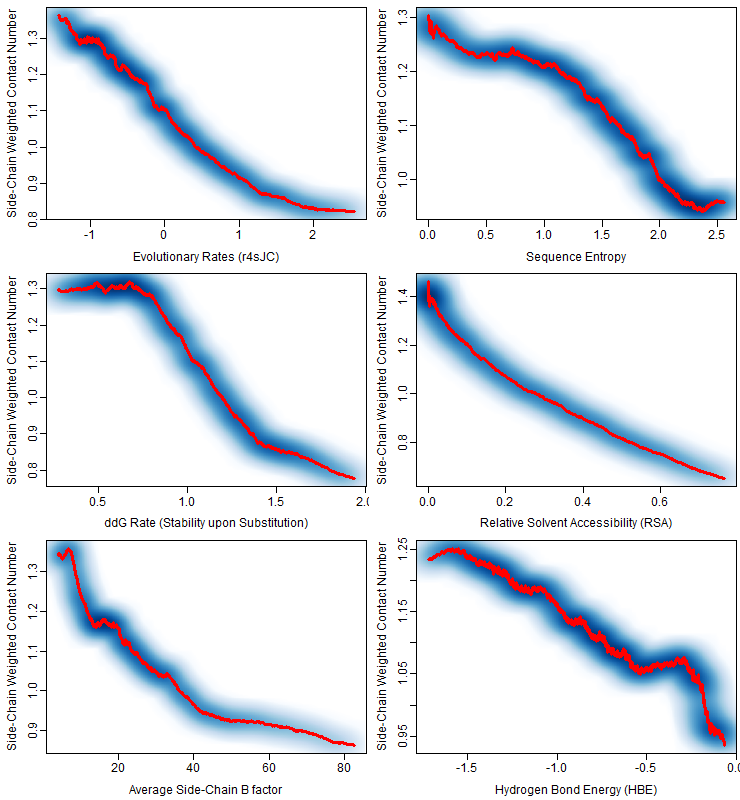 Side-Chain Weighted Contact Number
0.8 0.9 1.0 1.1 1.2 1.3
-1 0 1 2
Evolutionary Rates (r4sJC)
Side-Chain Weighted Contact Number
1.0 1.1 1.2 1.3
0.0 0.5 1.0 1.5 2.0 2.5
Sequence Entropy
Side-Chain Weighted Contact Number
0.8 0.9 1.0 1.1 1.2 1.3
0.5 1.0 1.5 2.0
ddG Rate (Stability upon Substitution)
Side-Chain Weighted Contact Number
0.8 1.0 1.2 1.4
0.0 0.2 0.4 0.6
Relative Solvent Accessibility (RSA)
Side-Chain Weighted Contact Number
0.9 1.0 1.1 1.2 1.3
20 40 60 80
Average Side-Chain B factor
Side-Chain Weighted Contact Number
0.95 1.05 1.15 1.25
-1.5 -1.0 -0.5 0.0
Hydrogen Bond Energy (HBE)